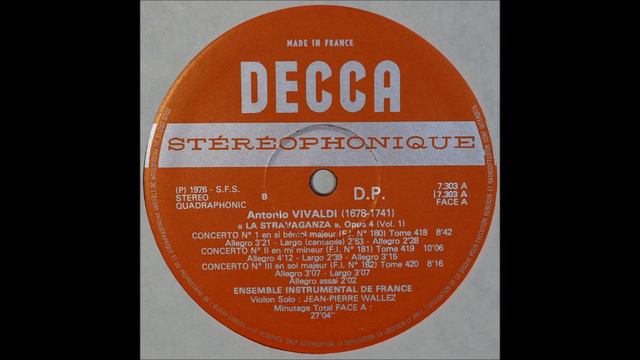 MADE IN FRANCE
DECCA
STÉRÉOPHONIQUE
(P) 1978 - S.F.S.
STEREO
QUADRAPHONIC
B
D.P.
7.303 A
7.303 A
FACE A
Antonio VIVALDI (1678-1741)
« LA STRAVAGANZA », Opus 4 (Vol. 1)
CONCERTO N° 1 en si bémol majeur (F.I. N° 180) Tome 418 8'42
Allegro 3'21 - Largo (cantabile) 2'53 - Allegro 2'28
CONCERTO N° II en mi mineur (F.I. N° 181) Tome 419 10'06
Allegro 4'12 - Largo 2'39 - Allegro 3'15
CONCERTO N° III en sol majeur (F.I. N° 182) Tome 420 8'16
Allegro 3'07 - Largo 3'07
Allegro assai 2'02
ENSEMBLE INSTRUMENTAL DE FRANCE
Violon Solo : JEAN-PIERRE WALLEZ
Minutage Total FACE A :
27'04"